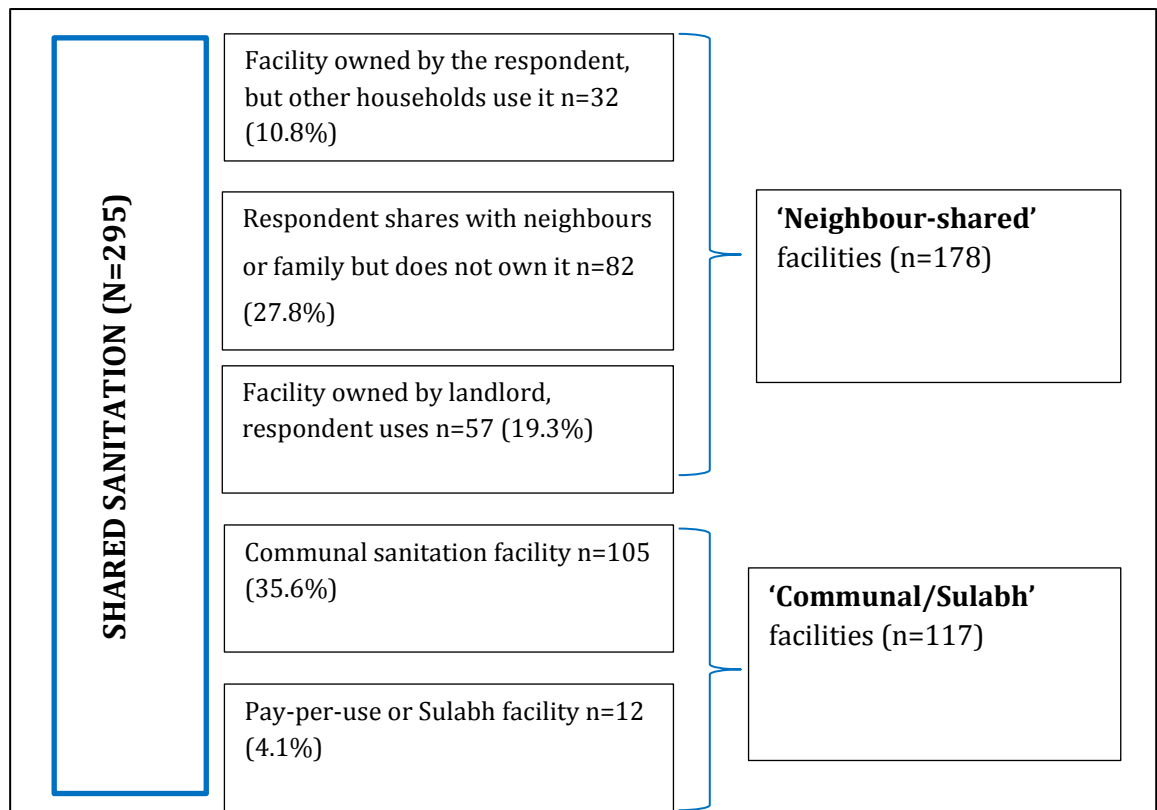 SHARED SANITATION (N=295)
Facility owned by the respondent,
but other households use it n=32
(10.8%)
Respondent shares with neighbours
or family but does not own it n=82
(27.8%)
Facility owned by landlord,
respondent uses n=57 (19.3%)
‘Neighbour-shared’
facilities (n=178)
Communal sanitation facility n=105
(35.6%)
Pay-per-use or Sulabh facility n=12
(4.1%)
‘Communal/Sulabh’
facilities (n=117)